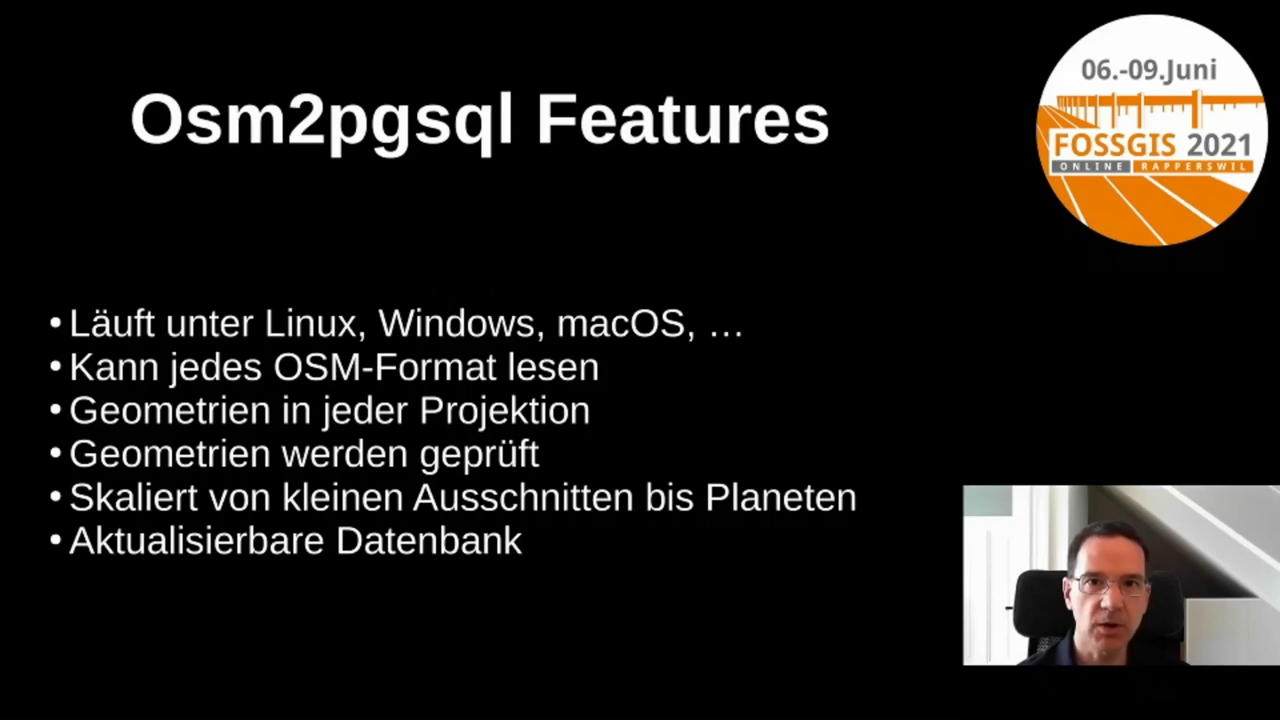 Osm2pgsql Features
06.-09.Juni
FOSSGIS 2021
ONLINE RAPPERSWIL
• Läuft unter Linux, Windows, macOS, …
• Kann jedes OSM-Format lesen
• Geometrien in jeder Projektion
• Geometrien werden geprüft
• Skaliert von kleinen Ausschnitten bis Planeten
• Aktualisierbare Datenbank